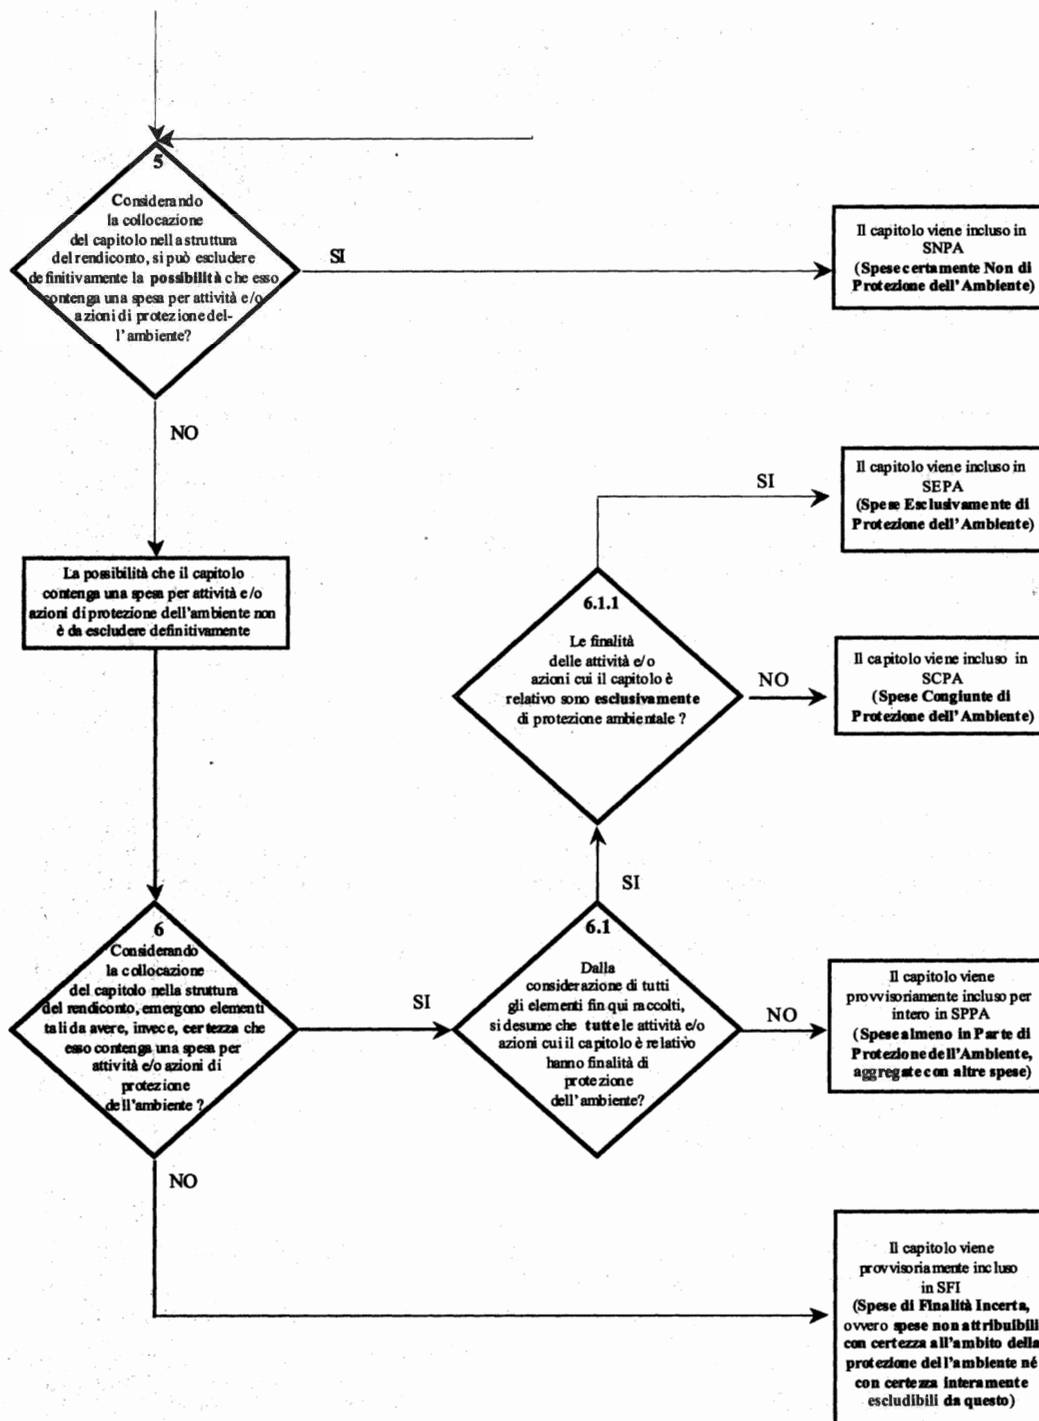 5
Considerando
la collocazione
del capitolo nella struttura
del rendiconto, si può escludere
definitivamente la possibilità che esso
contenga una spesa per attività e/o
azioni di protezione del-
l'ambiente?
SI
Il capitolo viene incluso in
SNPA
(Spese certamente Non di
Protezione dell'Ambiente)
NO
La possibilità che il capitolo
contenga una spesa per attività e/o
azioni di protezione dell'ambiente non
è da escludere definitivamente
SI
Il capitolo viene incluso in
SEPA
(Spese Esclusivamente di
Protezione dell'Ambiente)
6.1.1
Le finalità
delle attività e/o
azioni cui il capitolo è
relativo sono esclusivamente
di protezione ambientale ?
NO
Il capitolo viene incluso in
SCPA
(Spese Congiunte di
Protezione dell'Ambiente)
SI
6
Considerando
la collocazione
del capitolo nella struttura
del rendiconto, emergono elementi
tali da avere, invece, certezza che
esso contenga una spesa per
attività e/o azioni di
protezione
dell'ambiente ?
SI
6.1
Dalla
considerazione di tutti
gli elementi fin qui raccolti,
si desume che tutte le attività e/o
azioni cui il capitolo è relativo
hanno finalità di
protezione
dell'ambiente?
NO
Il capitolo viene
provvisoriamente incluso per
intero in SPPA
(Spese almeno in Parte di
Protezione dell'Ambiente,
aggregate con altre spese)
NO
Il capitolo viene
provvisoriamente incluso
in SFI
(Spese di Finalità Incerta,
ovvero spese non attribuibili
con certezza all'ambito della
protezione dell'ambiente né
con certezza interamente
escludibili da questo)